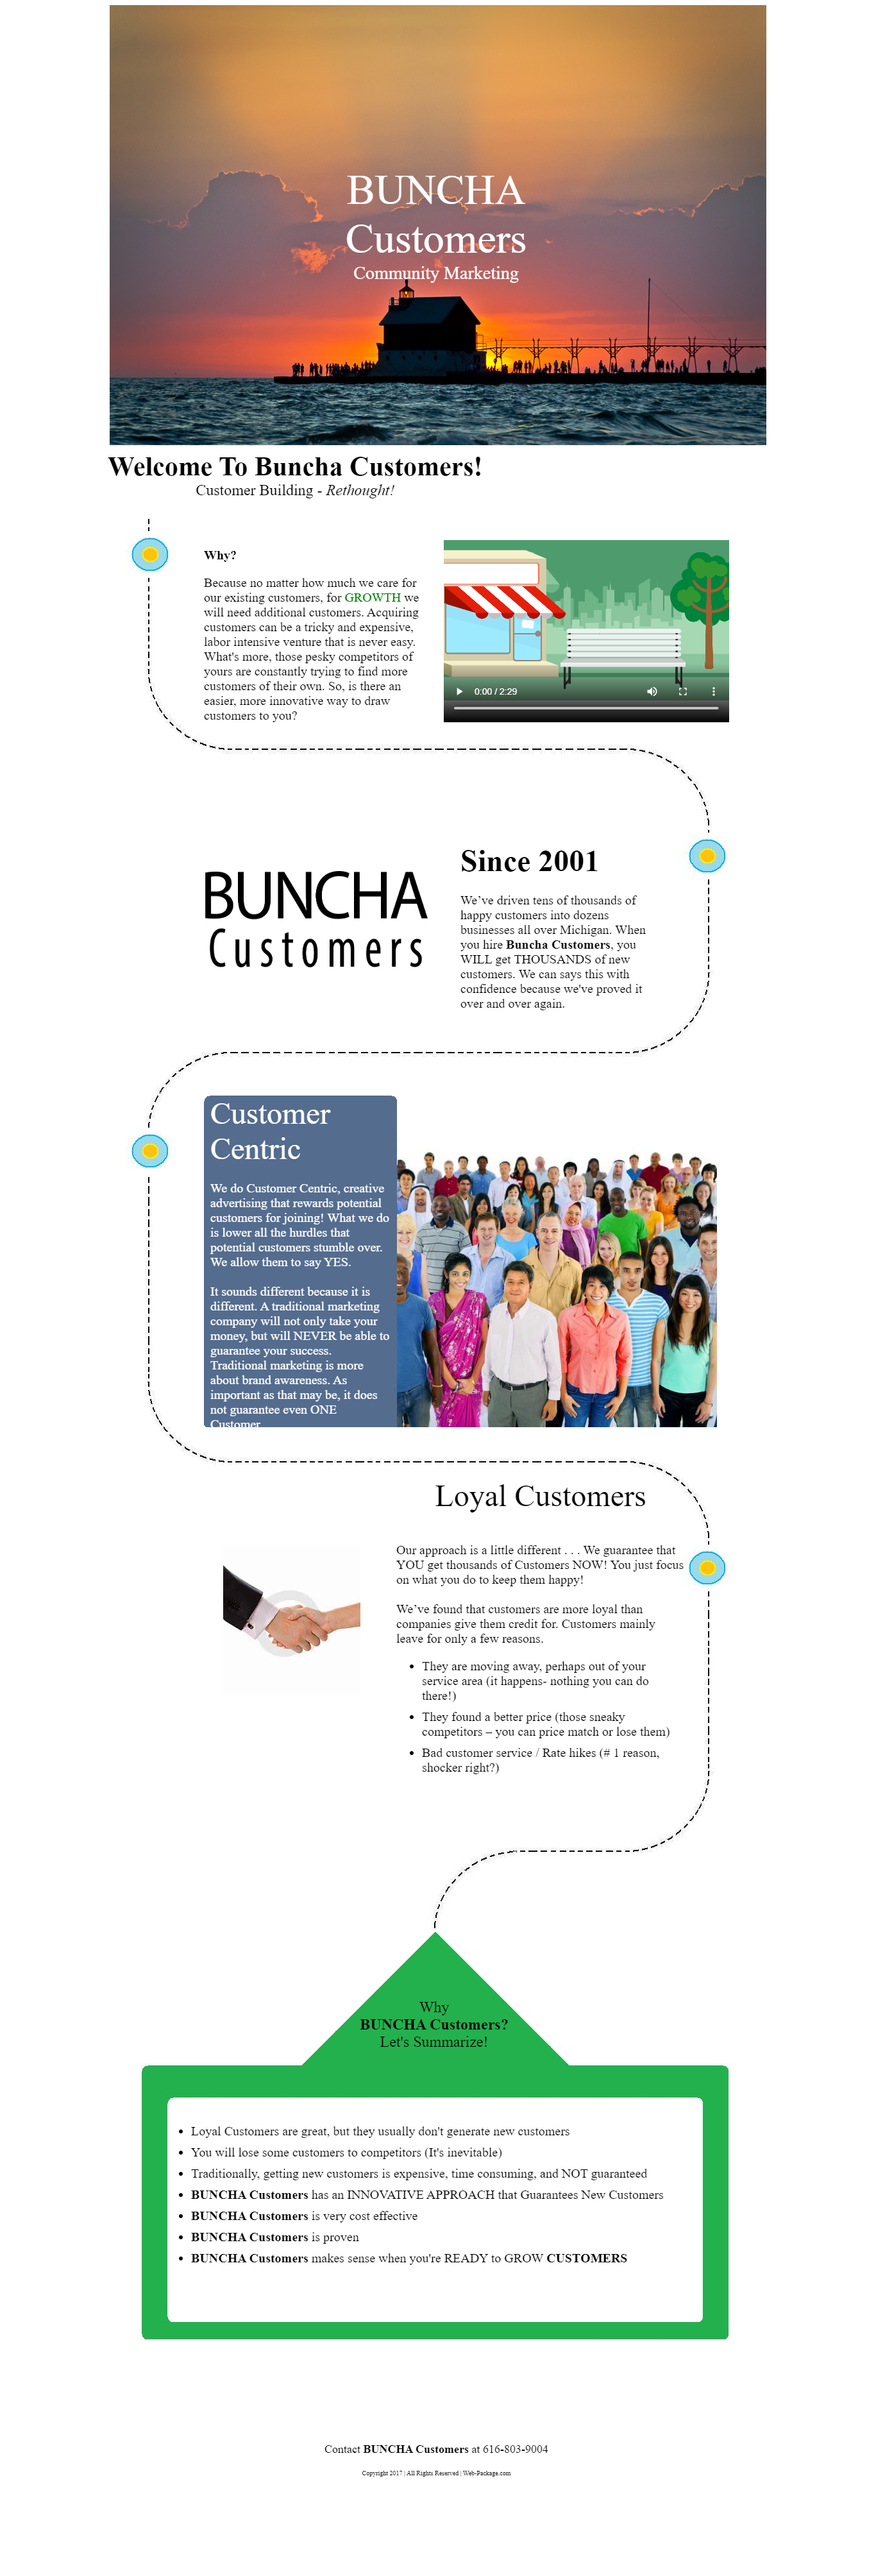 BUNCHA
Customers
Community Marketing
Welcome To Buncha Customers!
Customer Building - Rethought!
Why?
Because no matter how much we care for
our existing customers, for GROWTH we
will need additional customers. Acquiring
customers can be a tricky and expensive,
labor intensive venture that is never easy.
What's more, those pesky competitors of
yours are constantly trying to find more
customers of their own. So, is there an
easier, more innovative way to draw
customers to you?
0:00 / 2:29
BUNCHA
Customers
Since 2001
We've driven tens of thousands of
happy customers into dozens
businesses all over Michigan. When
you hire Buncha Customers, you
WILL get THOUSANDS of new
customers. We can says this with
confidence because we've proved it
over and over again.
Customer
Centric
We do Customer Centric, creative
advertising that rewards potential
customers for joining! What we do
is lower all the hurdles that
potential customers stumble over.
We allow them to say YES.
It sounds different because it is
different. A traditional marketing
company will not only take your
money, but will NEVER be able to
guarantee your success.
Traditional marketing is more
about brand awareness. As
important as that may be, it does
not guarantee even ONE
Customer
Loyal Customers
Our approach is a little different . . . We guarantee that
YOU get thousands of Customers NOW! You just focus
on what you do to keep them happy!
We've found that customers are more loyal than
companies give them credit for. Customers mainly
leave for only a few reasons.
• They are moving away, perhaps out of your
service area (it happens- nothing you can do
there!)
• They found a better price (those sneaky
competitors – you can price match or lose them)
• Bad customer service / Rate hikes (# 1 reason,
shocker right?)
Why
BUNCHA Customers?
Let's Summarize!
• Loyal Customers are great, but they usually don't generate new customers
• You will lose some customers to competitors (It's inevitable)
• Traditionally, getting new customers is expensive, time consuming, and NOT guaranteed
• BUNCHA Customers has an INNOVATIVE APPROACH that Guarantees New Customers
• BUNCHA Customers is very cost effective
• BUNCHA Customers is proven
• BUNCHA Customers makes sense when you're READY to GROW CUSTOMERS
Contact BUNCHA Customers at 616-803-9004
Copyright 2017 | All Rights Reserved | Web-Package.com